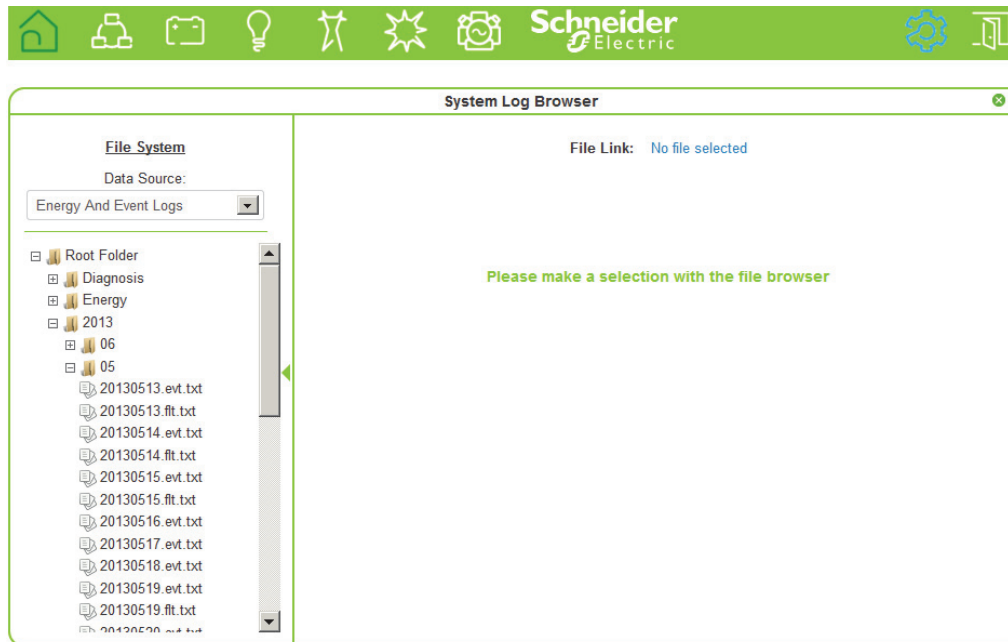 Schneider
Electric
System Log Browser
File System
Data Source:
Energy And Event Logs
Root Folder
Diagnosis
Energy
2013
06
05
20130513.evt.txt
20130513.flt.txt
20130514.evt.txt
20130514.flt.txt
20130515.evt.txt
20130515.flt.txt
20130516.evt.txt
20130517.evt.txt
20130518.evt.txt
20130519.evt.txt
20130519.flt.txt
File Link: No file selected
Please make a selection with the file browser